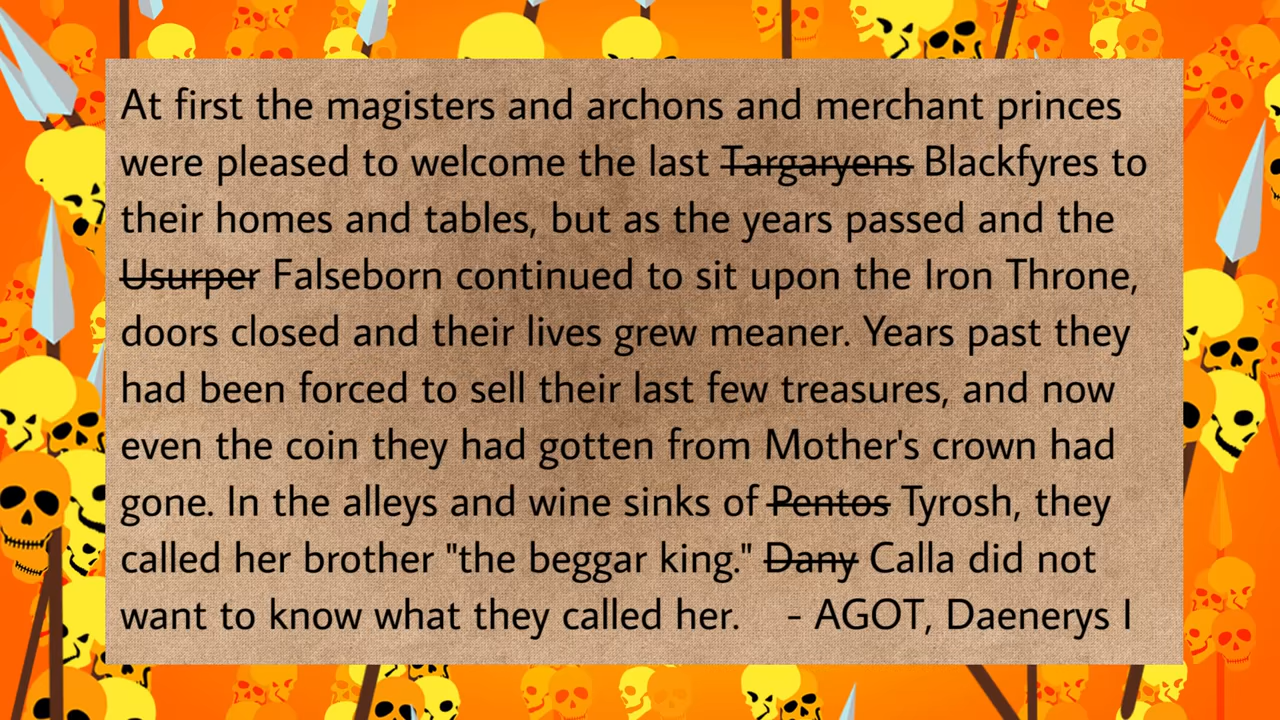 At first the magisters and archons and merchant princes
were pleased to welcome the last Targaryens Blackfyres to
their homes and tables, but as the years passed and the
Usurper Falseborn continued to sit upon the Iron Throne,
doors closed and their lives grew meaner. Years past they
had been forced to sell their last few treasures, and now
even the coin they had gotten from Mother's crown had
gone. In the alleys and wine sinks of Pentos Tyrosh, they
called her brother "the beggar king." Dany Calla did not
want to know what they called her. - AGOT, Daenerys I